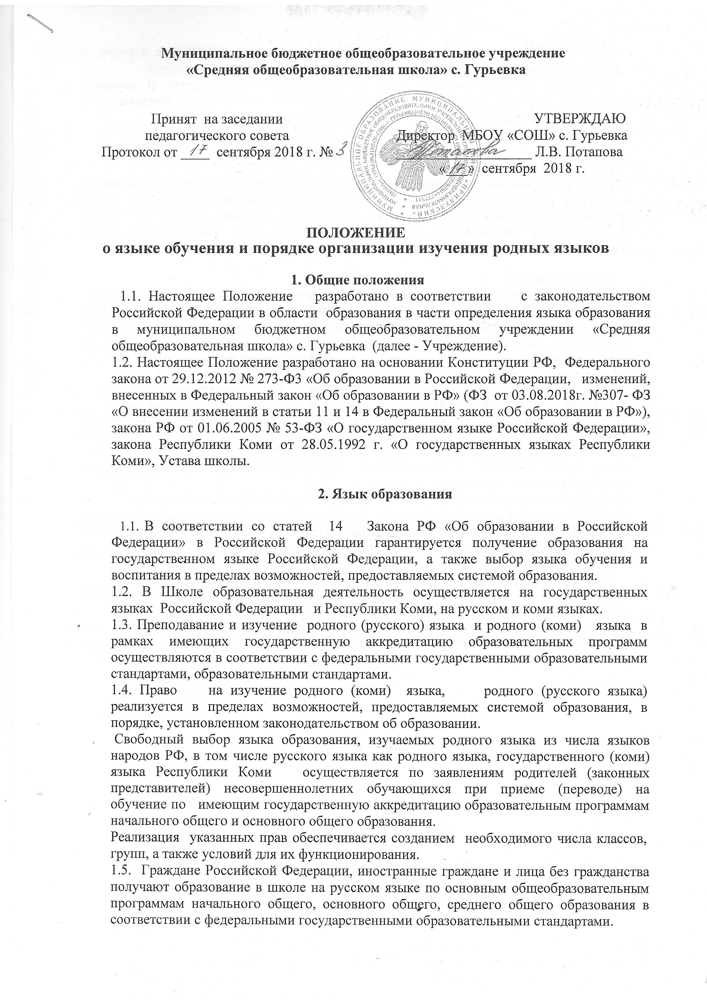 Муниципальное бюджетное общеобразовательное учреждение
«Средняя общеобразовательная школа» с. Гурьевка
Принят на заседании
педагогического совета
Протокол от 17 сентября 2018 г. № 3
УТВЕРЖДАЮ
Директор МБОУ «СОШ» с. Гурьевка
Потапова Л.В. Потапова
«17» сентября 2018 г.
МУНИЦИПАЛЬНОЕ ОБРАЗОВАНИЕ МУНИЦИПАЛЬНЫЙ «ПРИЛУЗСКИЙ»
ПОЛОЖЕНИЕ
о языке обучения и порядке организации изучения родных языков
1. Общие положения
1.1. Настоящее Положение разработано в соответствии с законодательством
Российской Федерации в области образования в части определения языка образования
в муниципальном бюджетном общеобразовательном учреждении «Средняя
общеобразовательная школа» с. Гурьевка (далее - Учреждение).
1.2. Настоящее Положение разработано на основании Конституции РФ, Федерального
закона от 29.12.2012 № 273-ФЗ «Об образовании в Российской Федерации, изменений,
внесенных в Федеральный закон «Об образовании в РФ» (ФЗ от 03.08.2018г. №307- ФЗ
«О внесении изменений в статьи 11 и 14 в Федеральный закон «Об образовании в РФ»),
закона РФ от 01.06.2005 № 53-ФЗ «О государственном языке Российской Федерации»,
закона Республики Коми от 28.05.1992 г. «О государственных языках Республики
Коми», Устава школы.
2. Язык образования
1.1. В соответствии со статей 14 Закона РФ «Об образовании в Российской
Федерации» в Российской Федерации гарантируется получение образования на
государственном языке Российской Федерации, а также выбор языка обучения и
воспитания в пределах возможностей, предоставляемых системой образования.
1.2. В Школе образовательная деятельность осуществляется на государственных
языках Российской Федерации и Республики Коми, на русском и коми языках.
1.3. Преподавание и изучение родного (русского) языка и родного (коми) языка в
рамках имеющих государственную аккредитацию образовательных программ
осуществляются в соответствии с федеральными государственными образовательными
стандартами, образовательными стандартами.
1.4. Право на изучение родного (коми) языка, родного (русского языка)
реализуется в пределах возможностей, предоставляемых системой образования, в
порядке, установленном законодательством об образовании.
Свободный выбор языка образования, изучаемых родного языка из числа языков
народов РФ, в том числе русского языка как родного языка, государственного (коми)
языка Республики Коми осуществляется по заявлениям родителей (законных
представителей) несовершеннолетних обучающихся при приеме (переводе) на
обучение по имеющим государственную аккредитацию образовательным программам
начального общего и основного общего образования.
Реализация указанных прав обеспечивается созданием необходимого числа классов,
групп, а также условий для их функционирования.
1.5. Граждане Российской Федерации, иностранные граждане и лица без гражданства
получают образование в школе на русском языке по основным общеобразовательным
программам начального общего, основного общего, среднего общего образования в
соответствии с федеральными государственными образовательными стандартами.